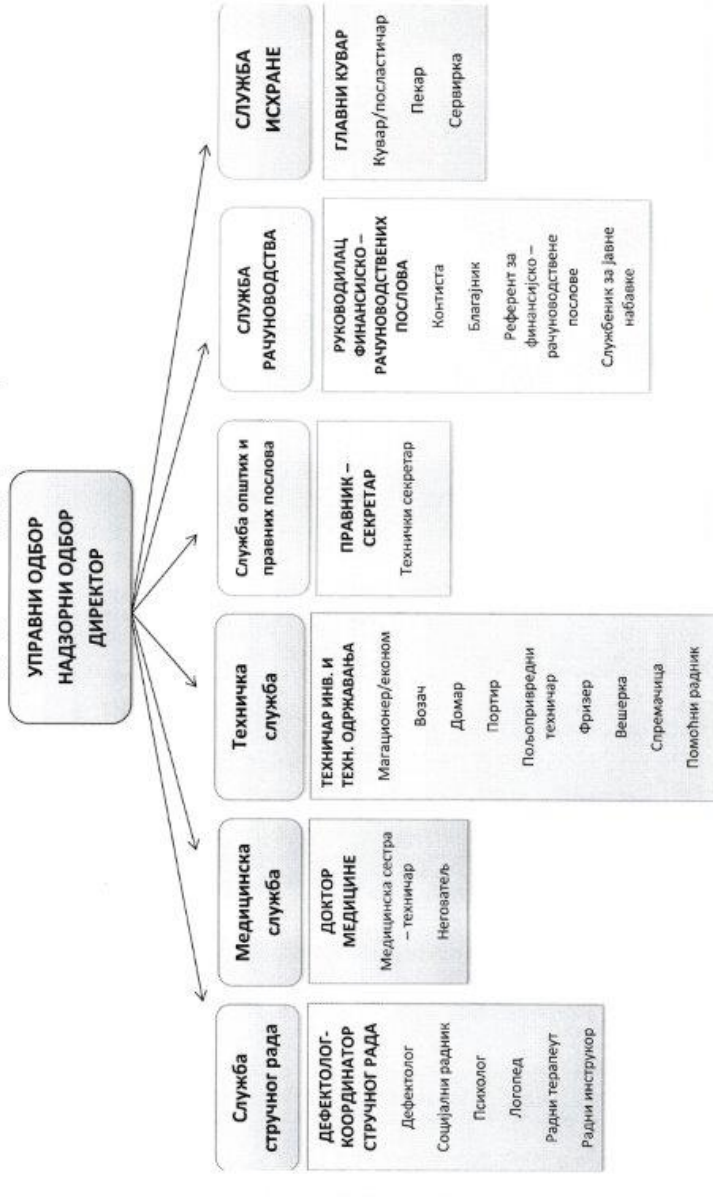 УПРАВНИ ОДБОР
НАДЗОРНИ ОДБОР
ДИРЕКТОР
Служба
стручног рада
ДЕФЕКТОЛОГ-
КООРДИНАТОР
СТРУЧНОГ РАДА
Дефектолог
Социјални радник
Психолог
Логопед
Радни терапеут
Радни инструкор
Медицинска
служба
ДОКТОР
МЕДИЦИНЕ
Медицинска сестра
– техничар
Неговатељ
Техничка
служба
ТЕХНИЧАР ИНВ. И
ТЕХН. ОДРЖАВАЊА
Магационер/економ
Возач
Домар
Портир
Пољопривредни
техничар
Фризер
Вешерка
Спремачица
Помоћни радник
Служба општих и
правних послова
ПРАВНИК –
СЕКРЕТАР
Технички секретар
СЛУЖБА
РАЧУНОВОДСТВА
РУКОВОДИЛАЦ
ФИНАНСИЈСКО –
РАЧУНОВОДСТВЕНИХ
ПОСЛОВА
Контиста
Благајник
Референт за
финансијско –
рачуноводствене
послове
Службеник за јавне
набавке
СЛУЖБА
ИСХРАНЕ
ГЛАВНИ КУВАР
Кувар/посластичар
Пекар
Сервирка